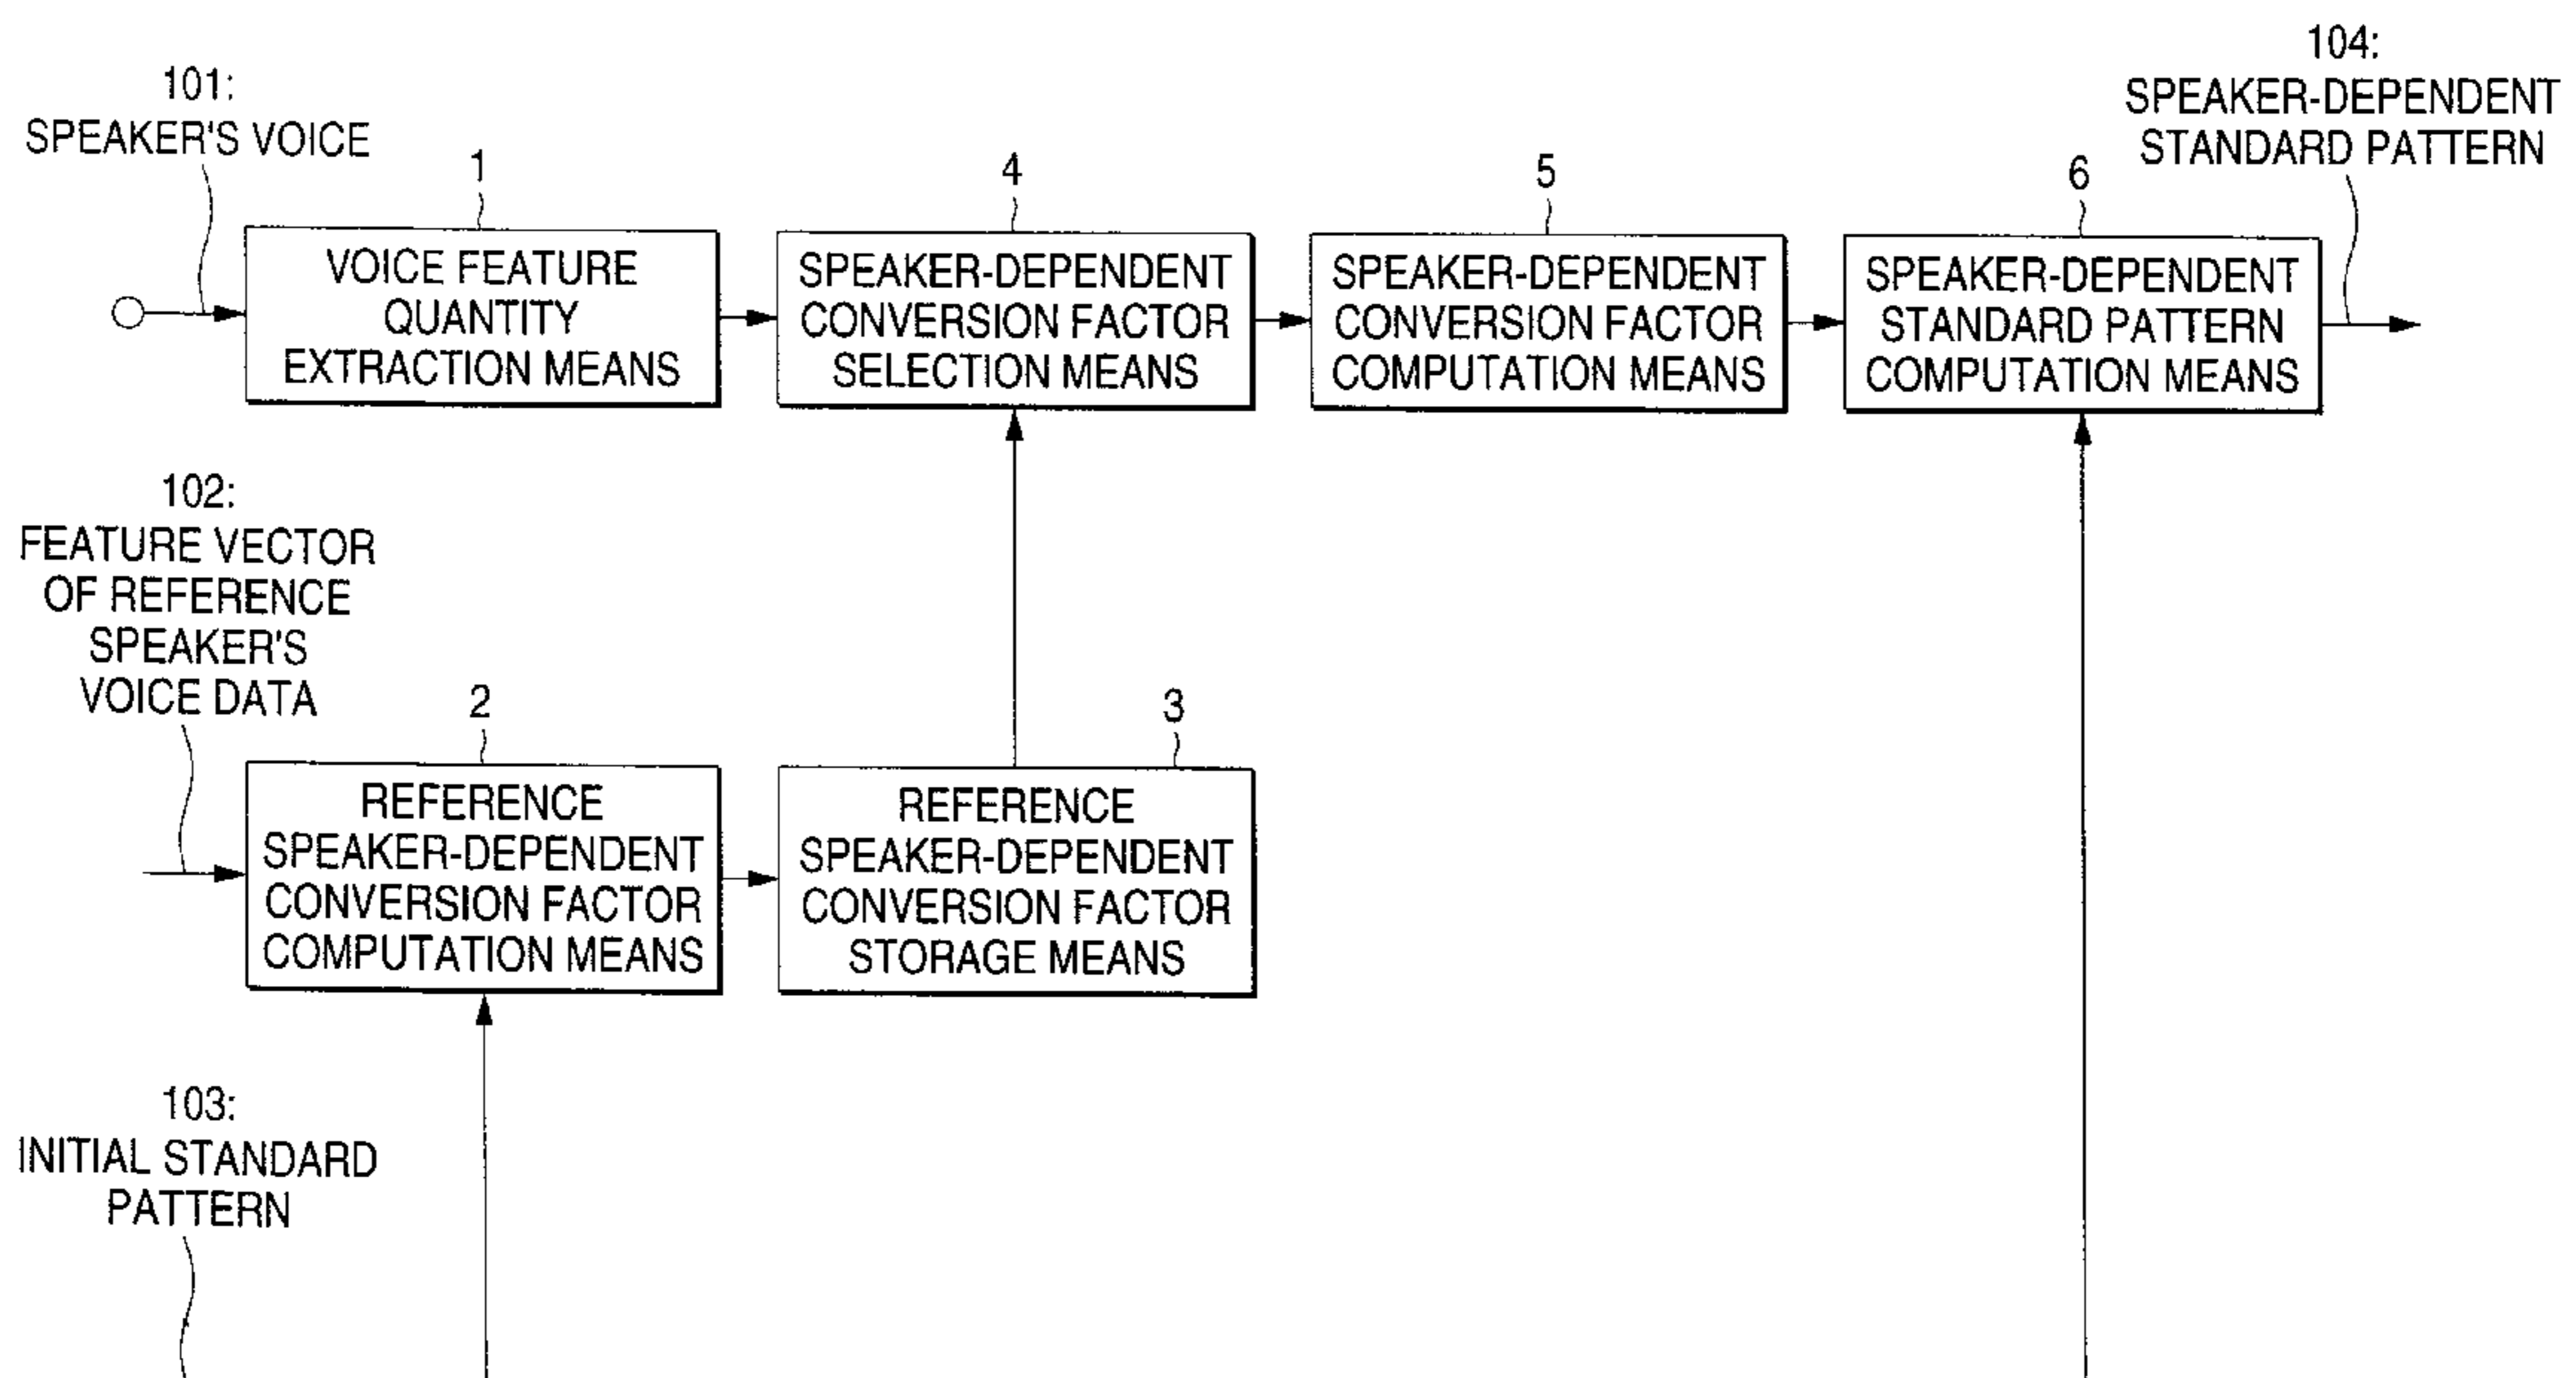 101:
SPEAKER'S VOICE
104:
SPEAKER-DEPENDENT
STANDARD PATTERN
1
VOICE FEATURE
QUANTITY
EXTRACTION MEANS
4
SPEAKER-DEPENDENT
CONVERSION FACTOR
SELECTION MEANS
5
SPEAKER-DEPENDENT
CONVERSION FACTOR
COMPUTATION MEANS
6
SPEAKER-DEPENDENT
STANDARD PATTERN
COMPUTATION MEANS
102:
FEATURE VECTOR
OF REFERENCE
SPEAKER'S
VOICE DATA
2
REFERENCE
SPEAKER-DEPENDENT
CONVERSION FACTOR
COMPUTATION MEANS
3
REFERENCE
SPEAKER-DEPENDENT
CONVERSION FACTOR
STORAGE MEANS
103:
INITIAL STANDARD
PATTERN